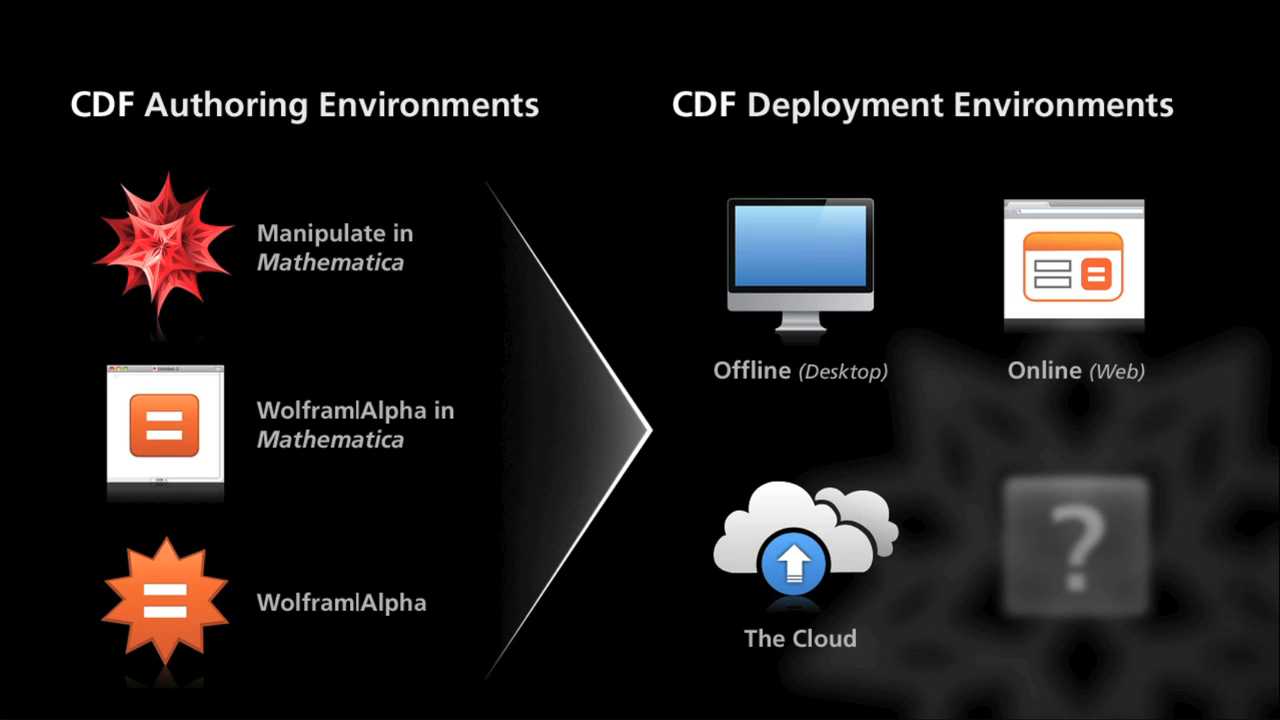 CDF Authoring Environments
Manipulate in
Mathematica
Wolfram|Alpha in
Mathematica
Wolfram|Alpha
CDF Deployment Environments
Offline (Desktop)
Online (Web)
The Cloud
?